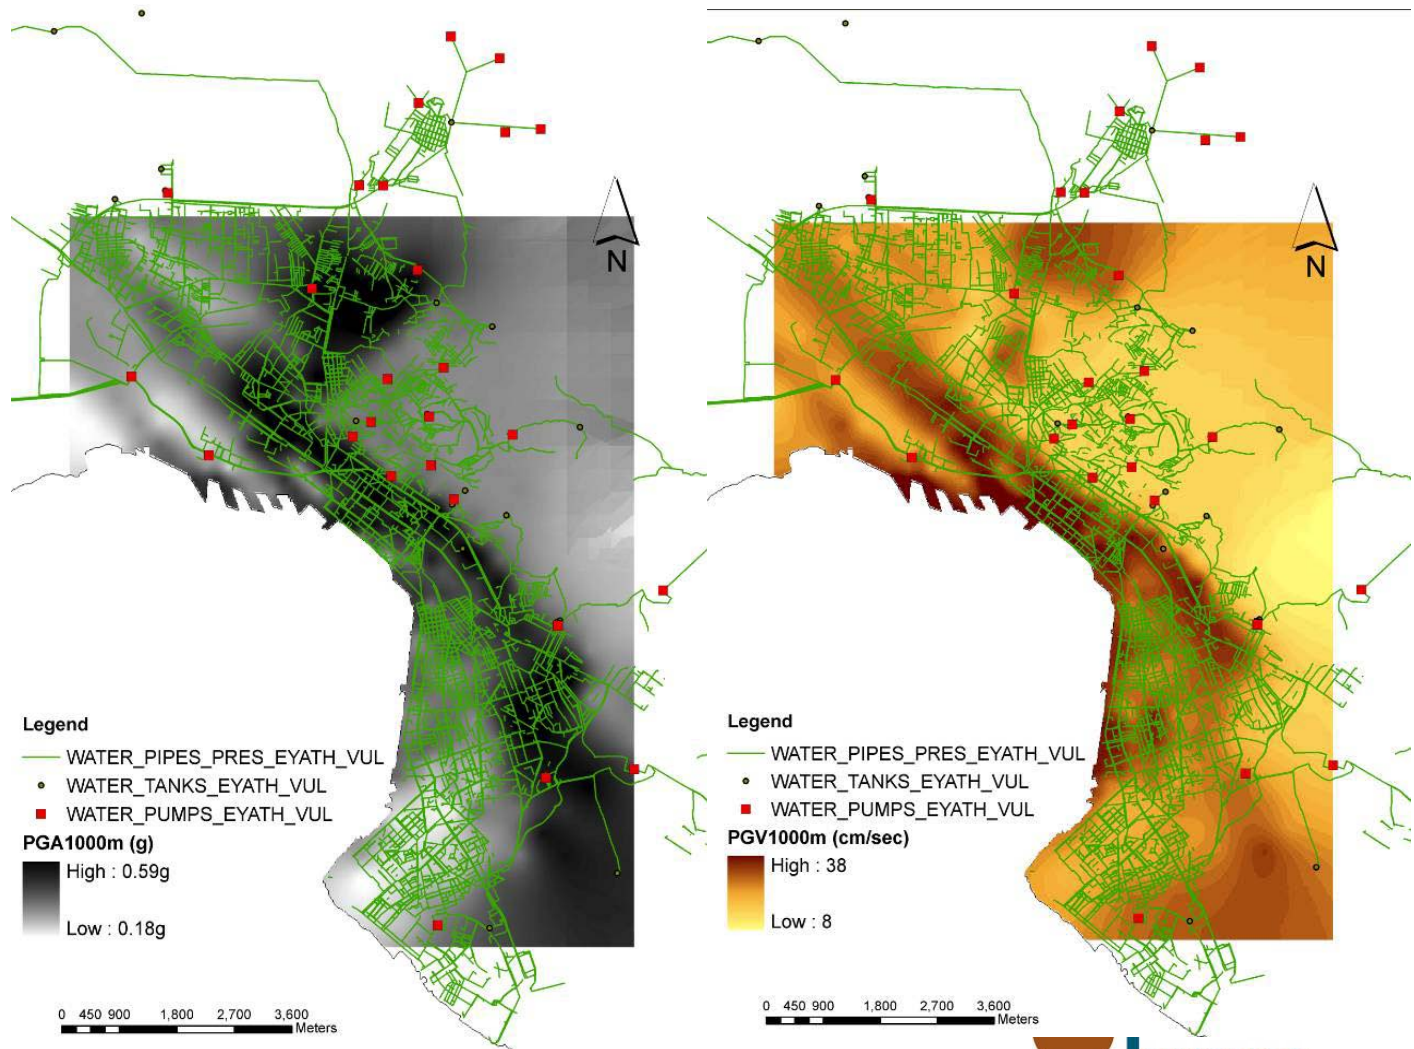 N
Legend
WATER_PIPES_PRES_EYATH_VUL
WATER_TANKS_EYATH_VUL
WATER_PUMPS_EYATH_VUL
PGA1000m (g)
High : 0.59g
Low : 0.18g
0 450 900 1,800 2,700 3,600
Meters
N
Legend
WATER_PIPES_PRES_EYATH_VUL
WATER_TANKS_EYATH_VUL
WATER_PUMPS_EYATH_VUL
PGV1000m (cm/sec)
High : 38
Low : 8
0 450 900 1,800 2,700 3,600
Meters